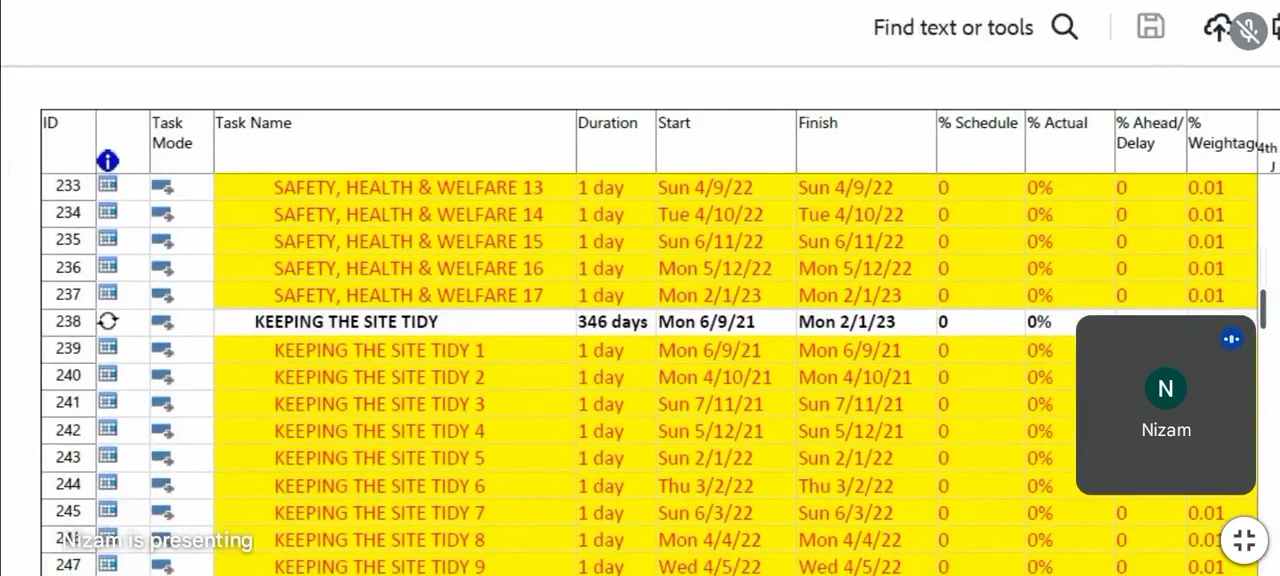 Find text or tools
ID Task Mode Task Name Duration Start Finish % Schedule % Actual % Ahead/ Delay % Weightag 4th J
233 SAFETY, HEALTH & WELFARE 13 1 day Sun 4/9/22 Sun 4/9/22 0 0% 0 0.01
234 SAFETY, HEALTH & WELFARE 14 1 day Tue 4/10/22 Tue 4/10/22 0 0% 0 0.01
235 SAFETY, HEALTH & WELFARE 15 1 day Sun 6/11/22 Sun 6/11/22 0 0% 0 0.01
236 SAFETY, HEALTH & WELFARE 16 1 day Mon 5/12/22 Mon 5/12/22 0 0% 0 0.01
237 SAFETY, HEALTH & WELFARE 17 1 day Mon 2/1/23 Mon 2/1/23 0 0% 0 0.01
238 KEEPING THE SITE TIDY 346 days Mon 6/9/21 Mon 2/1/23 0 0%
239 KEEPING THE SITE TIDY 1 1 day Mon 6/9/21 Mon 6/9/21 0 0%
240 KEEPING THE SITE TIDY 2 1 day Mon 4/10/21 Mon 4/10/21 0 0%
241 KEEPING THE SITE TIDY 3 1 day Sun 7/11/21 Sun 7/11/21 0 0%
242 KEEPING THE SITE TIDY 4 1 day Sun 5/12/21 Sun 5/12/21 0 0%
243 KEEPING THE SITE TIDY 5 1 day Sun 2/1/22 Sun 2/1/22 0 0%
244 KEEPING THE SITE TIDY 6 1 day Thu 3/2/22 Thu 3/2/22 0 0%
245 KEEPING THE SITE TIDY 7 1 day Sun 6/3/22 Sun 6/3/22 0 0% 0 0.01
KEEPING THE SITE TIDY 8 1 day Mon 4/4/22 Mon 4/4/22 0 0% 0
247 KEEPING THE SITE TIDY 9 1 day Wed 4/5/22 Wed 4/5/22 0 0% 0 0.01
N
Nizam
Nizam is presenting